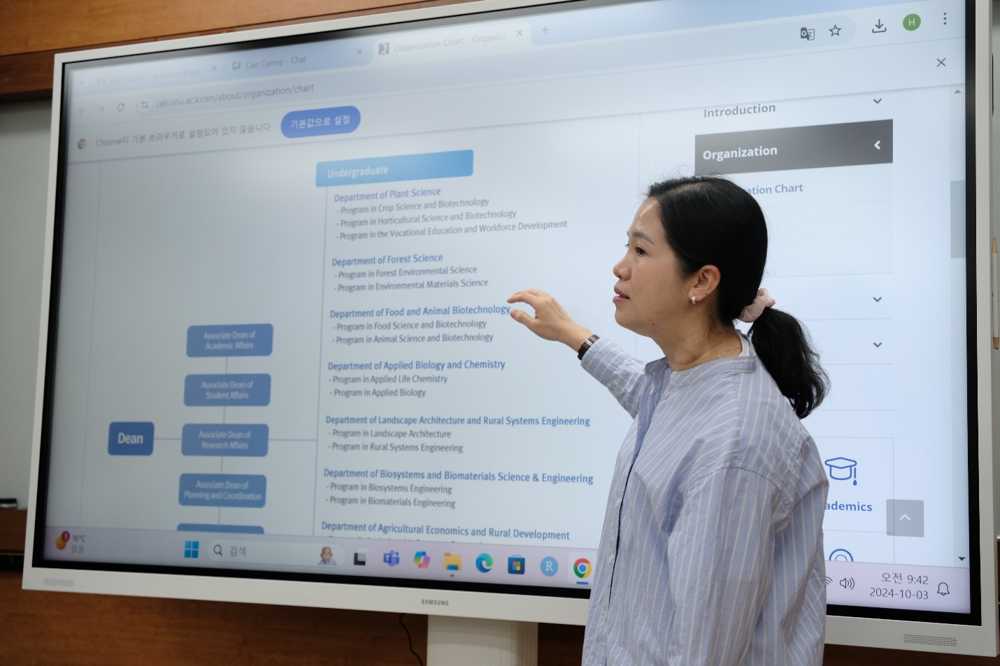 Cao Cuong - Chat
Organization Chart - Organiz
cals.snu.ac.kr/en/about/organization/chart
H
Chrome이 기본 브라우저로 설정되어 있지 않습니다
기본값으로 설정
Introduction
Organization
ation Chart
Undergraduate
Department of Plant Science
- Program in Crop Science and Biotechnology
- Program in Horticultural Science and Biotechnology
- Program in the Vocational Education and Workforce Development
Department of Forest Science
- Program in Forest Environmental Science
- Program in Environmental Materials Science
Department of Food and Animal Biotechnology
- Program in Food Science and Biotechnology
- Program in Animal Science and Biotechnology
Department of Applied Biology and Chemistry
- Program in Applied Life Chemistry
- Program in Applied Biology
Department of Landscape Architecture and Rural Systems Engineering
- Program in Landscape Architecture
- Program in Rural Systems Engineering
Department of Biosystems and Biomaterials Science & Engineering
- Program in Biosystems Engineering
- Program in Biomaterials Engineering
Department of Agricultural Economics and Rural Development
Associate Dean of
Academic Affairs
Associate Dean of
Student Affairs
Dean
Associate Dean of
Research Affairs
Associate Dean of
Planning and Coordination
ademics
1
16°C
맑음
검색
R
오전 9:42
2024-10-03
SAMSUNG